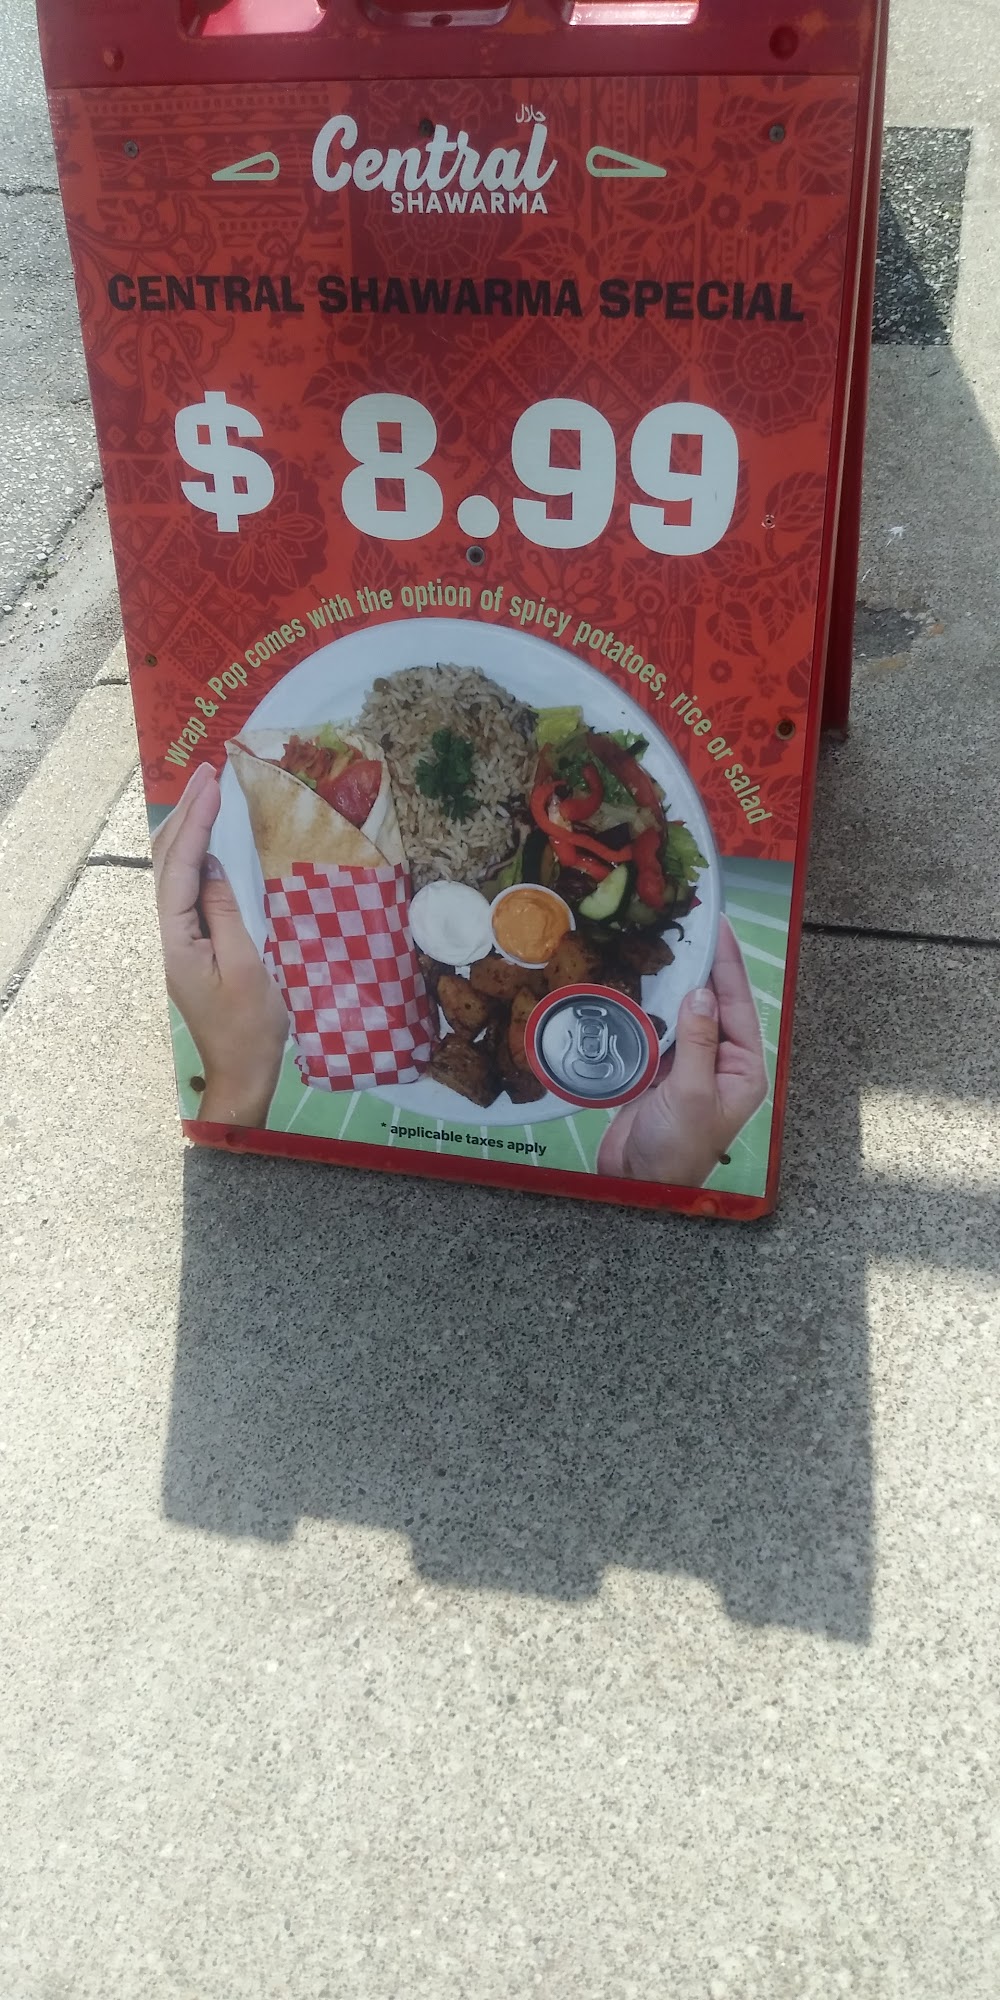 حلال
Central
SHAWARMA
CENTRAL SHAWARMA SPECIAL
$ 8.99
Wrap & Pop comes with the option of spicy potatoes, rice or salad
* applicable taxes apply